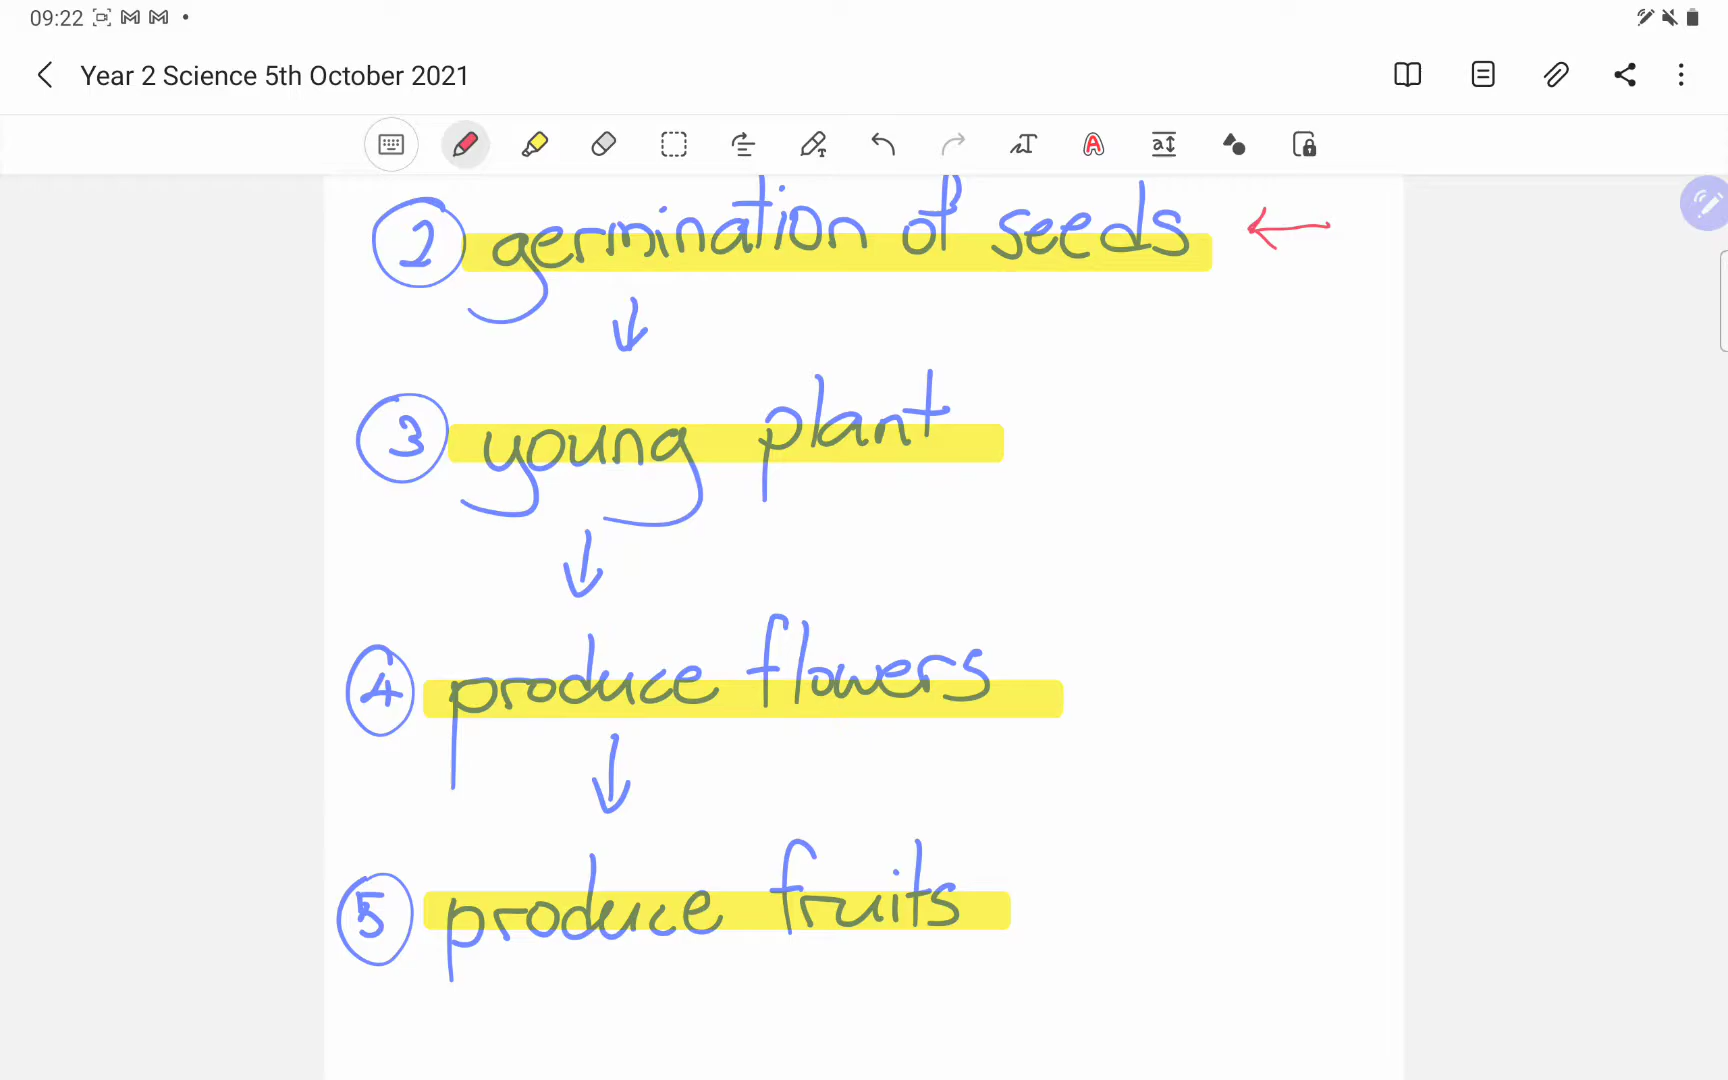 09:22
Year 2 Science 5th October 2021
2 germination of seeds ←
↓
3 young plant
↓
4 produce flowers
↓
5 produce fruits